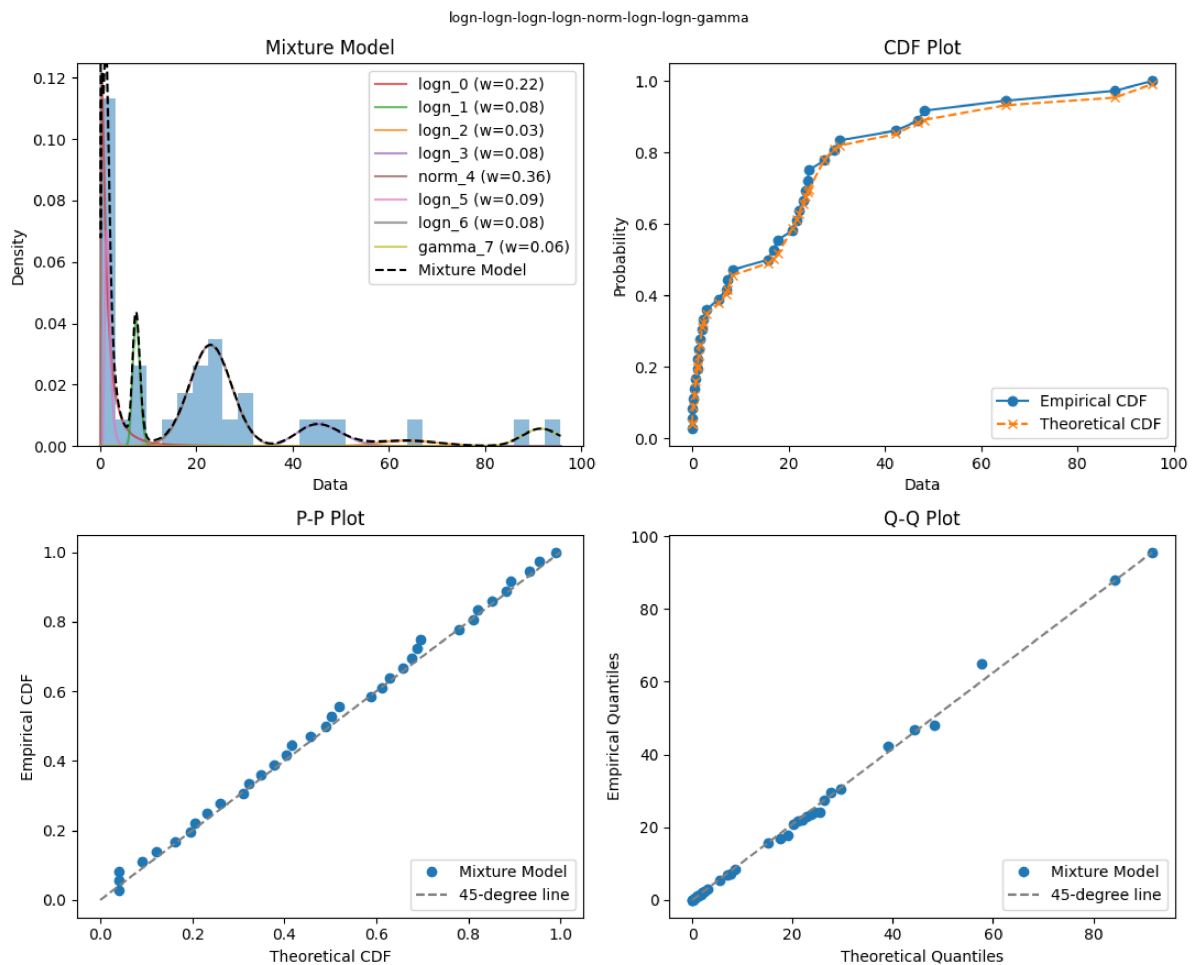 logn-logn-logn-logn-norm-logn-logn-gamma
Mixture Model
0.12
0.10
0.08
0.06
0.04
0.02
0.00
Density
logn_0 (w=0.22)
logn_1 (w=0.08)
logn_2 (w=0.03)
logn_3 (w=0.08)
norm_4 (w=0.36)
logn_5 (w=0.09)
logn_6 (w=0.08)
gamma_7 (w=0.06)
Mixture Model
0 20 40 60 80
Data
CDF Plot
1.0
0.8
0.6
0.4
0.2
0.0
Probability
Empirical CDF
Theoretical CDF
0 20 40 60 80 100
Data
P-P Plot
1.0
0.8
0.6
0.4
0.2
0.0
Empirical CDF
Mixture Model
45-degree line
0.0 0.2 0.4 0.6 0.8 1.0
Theoretical CDF
Q-Q Plot
100
80
60
40
20
0
Empirical Quantiles
Mixture Model
45-degree line
0 20 40 60 80
Theoretical Quantiles